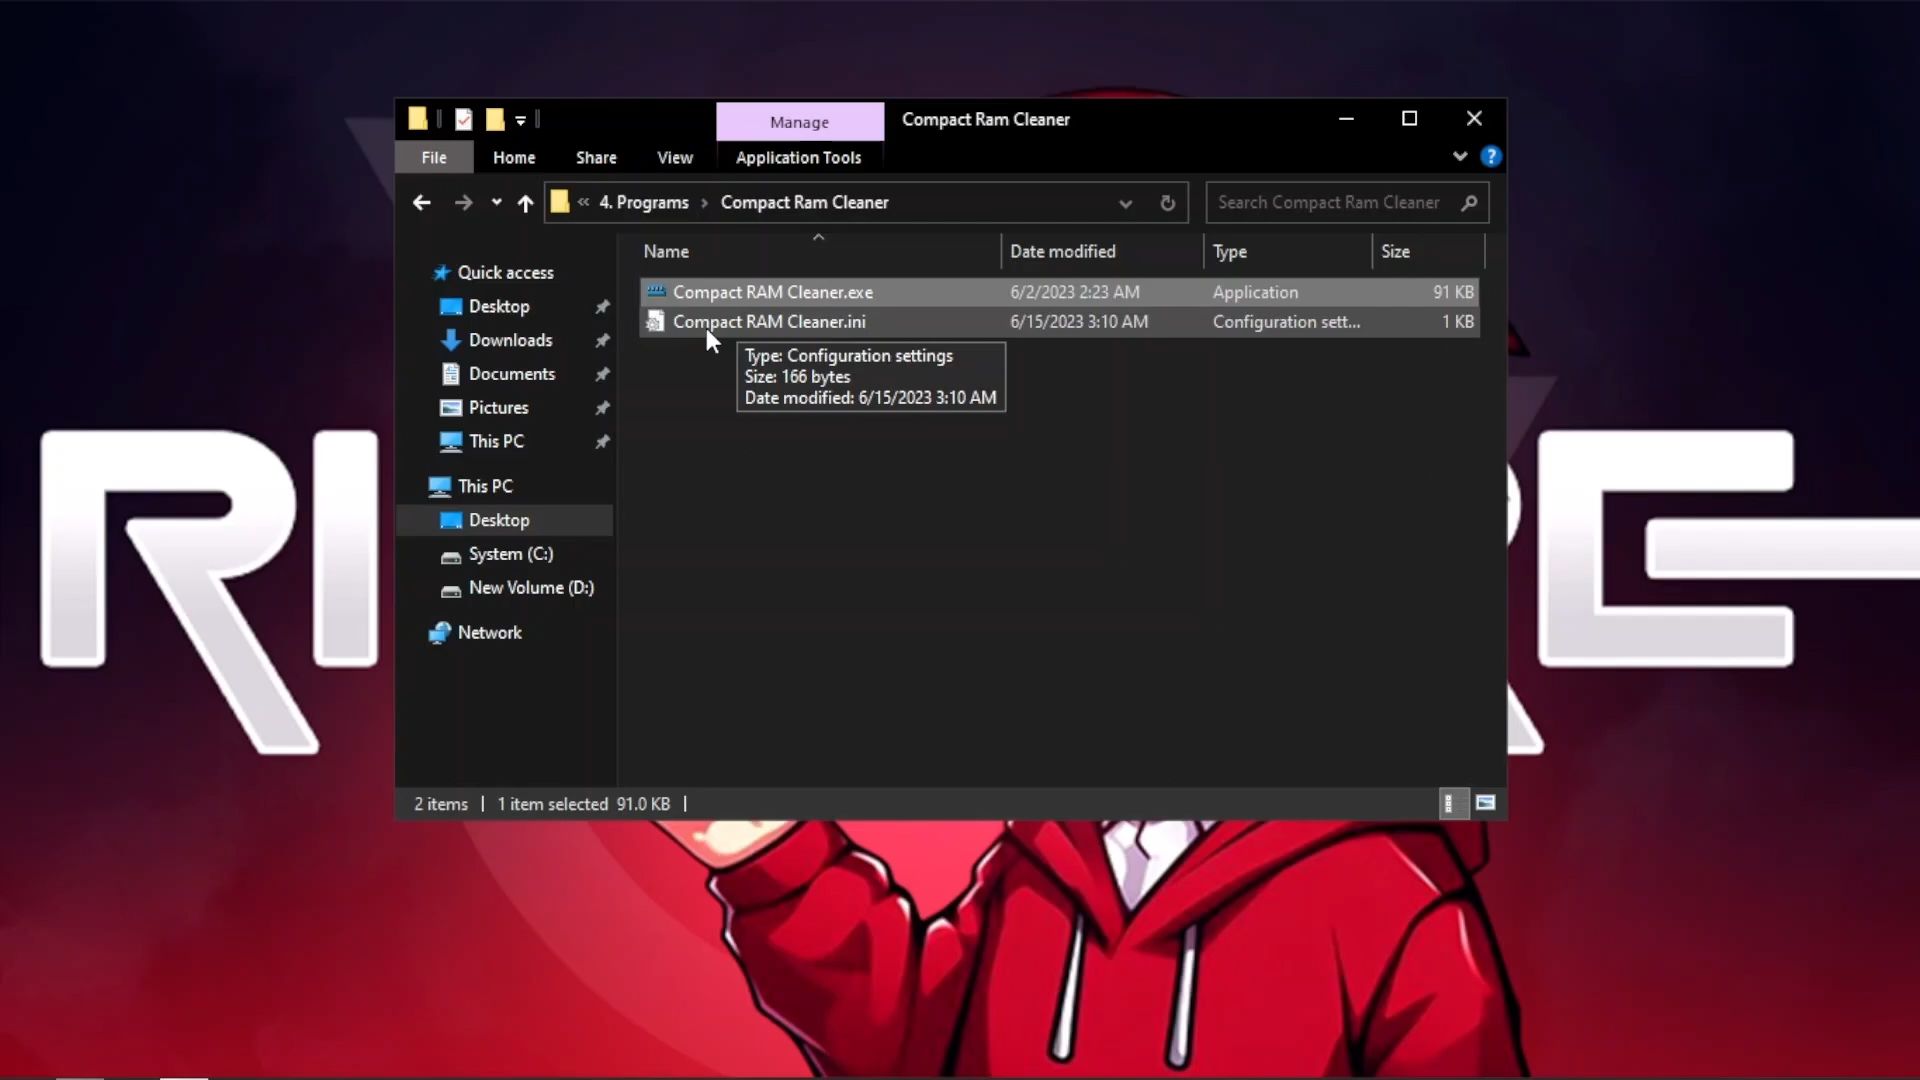 Manage
Compact Ram Cleaner
File
Home
Share
View
Application Tools
?
« 4. Programs > Compact Ram Cleaner
Search Compact Ram Cleaner
Name
Date modified
Type
Size
Compact RAM Cleaner.exe
6/2/2023 2:23 AM
Application
91 KB
Compact RAM Cleaner.ini
6/15/2023 3:10 AM
Configuration sett...
1 KB
Type: Configuration settings
Size: 166 bytes
Date modified: 6/15/2023 3:10 AM
Quick access
Desktop
Downloads
Documents
Pictures
This PC
This PC
Desktop
System (C:)
New Volume (D:)
Network
2 items
1 item selected 91.0 KB
RI
E